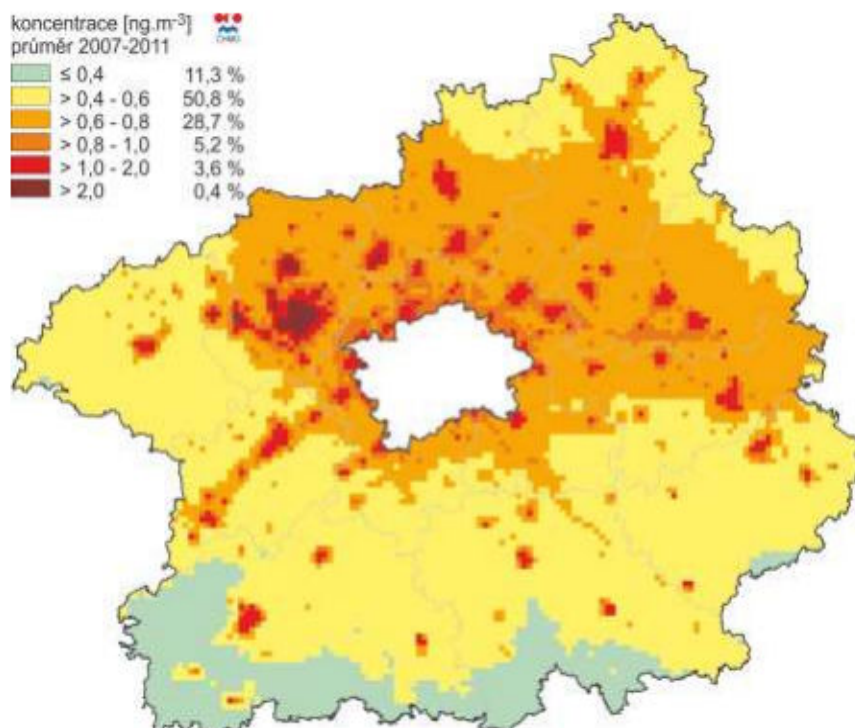 koncentrace [ng.m-3]
ČHMÚ
průměr 2007-2011
≤ 0,4 11,3 %
> 0,4 - 0,6 50,8 %
> 0,6 - 0,8 28,7 %
> 0,8 - 1,0 5,2 %
> 1,0 - 2,0 3,6 %
> 2,0 0,4 %